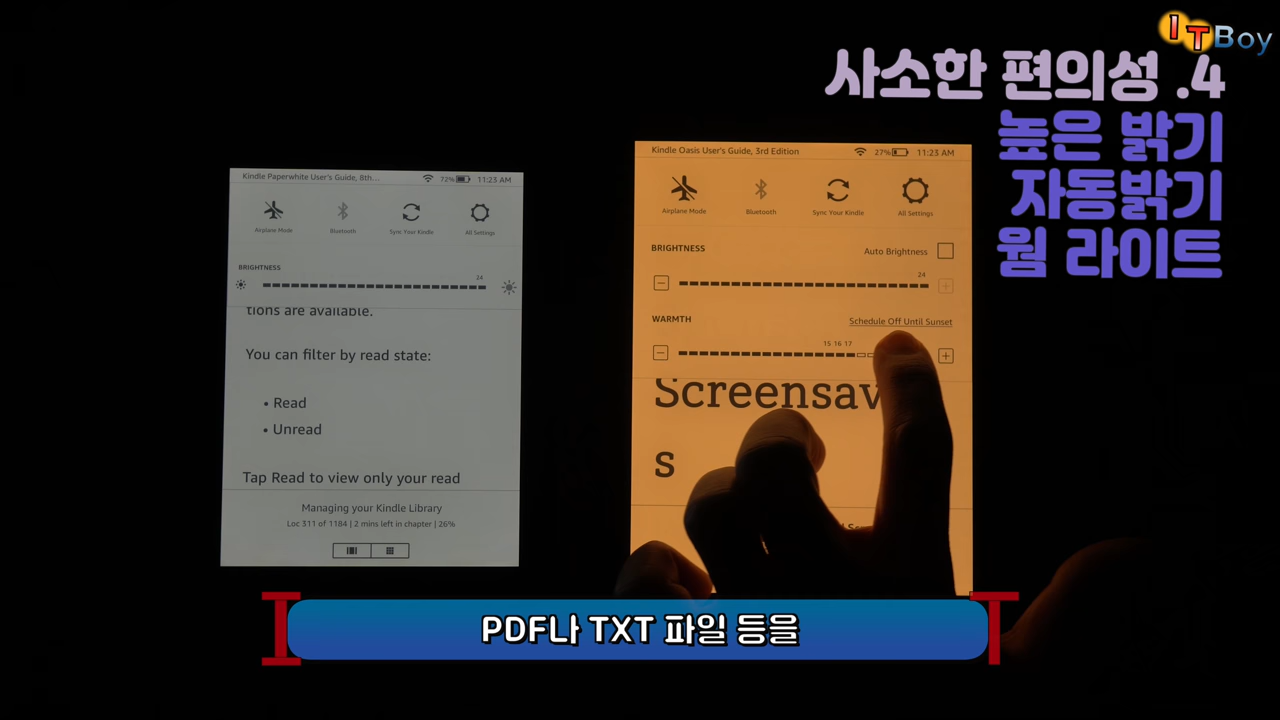 ITBoy
사소한 편의성 .4
높은 밝기
자동밝기
웜 라이트
Kindle Paperwhite User's Guide, 8th...
72%
11:23 AM
Airplane Mode
Bluetooth
Sync Your Kindle
All Settings
BRIGHTNESS
24
tions are available.
You can filter by read state:
• Read
• Unread
Tap Read to view only your read
Managing your Kindle Library
Loc 311 of 1184 | 2 mins left in chapter | 26%
Kindle Oasis User's Guide, 3rd Edition
27%
11:23 AM
Airplane Mode
Bluetooth
Sync Your Kindle
All Settings
BRIGHTNESS
Auto Brightness
24
WARMTH
Schedule Off Until Sunset
15 16 17
Screensav
s
PDF나 TXT 파일 등을